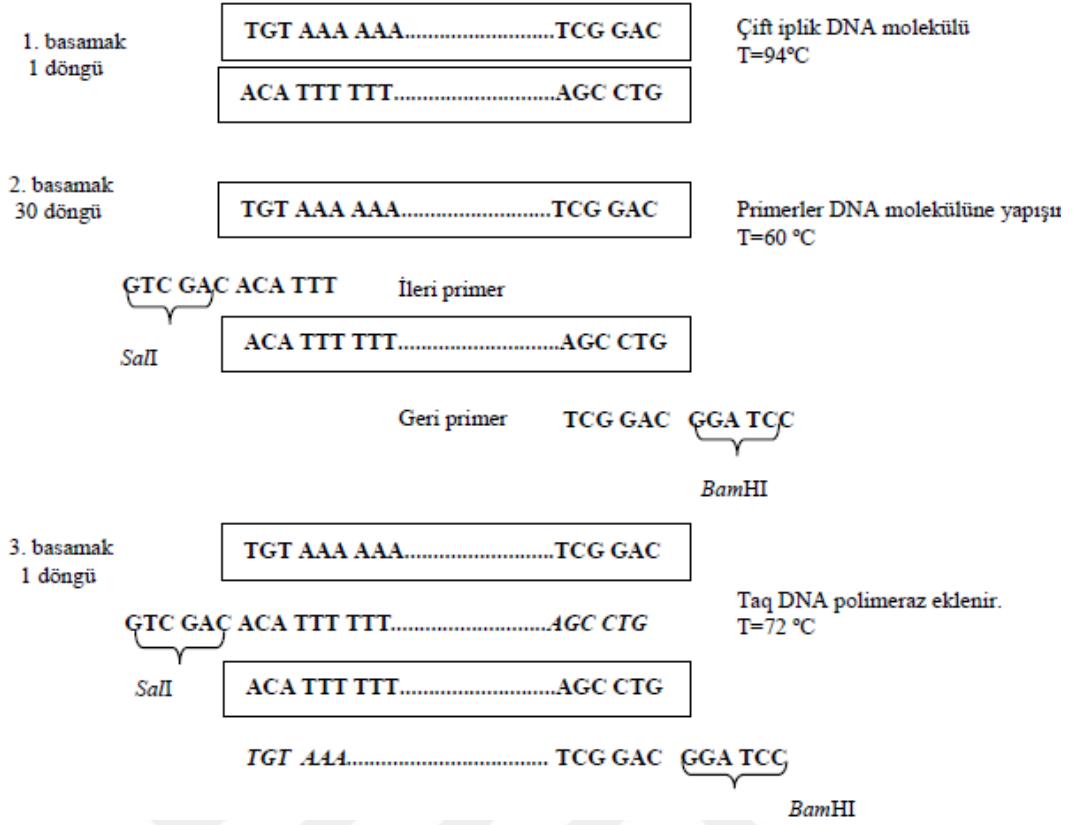 1. basamak
1 döngü
TGT AAA AAA............................TCG GAC
ACA TTT TTT............................AGC CTG
Çift iplik DNA molekülü
T=94ºC
2. basamak
30 döngü
TGT AAA AAA............................TCG GAC
Primerler DNA molekülüne yapışır
T=60 ºC
GTC GAC ACA TTT İleri primer
SalI
ACA TTT TTT............................AGC CTG
Geri primer TCG GAC GGA TCC
BamHI
3. basamak
1 döngü
TGT AAA AAA............................TCG GAC
Taq DNA polimeraz eklenir.
T=72 ºC
GTC GAC ACA TTT TTT............................AGC CTG
SalI
ACA TTT TTT............................AGC CTG
TGT AAA................................... TCG GAC GGA TCC
BamHI